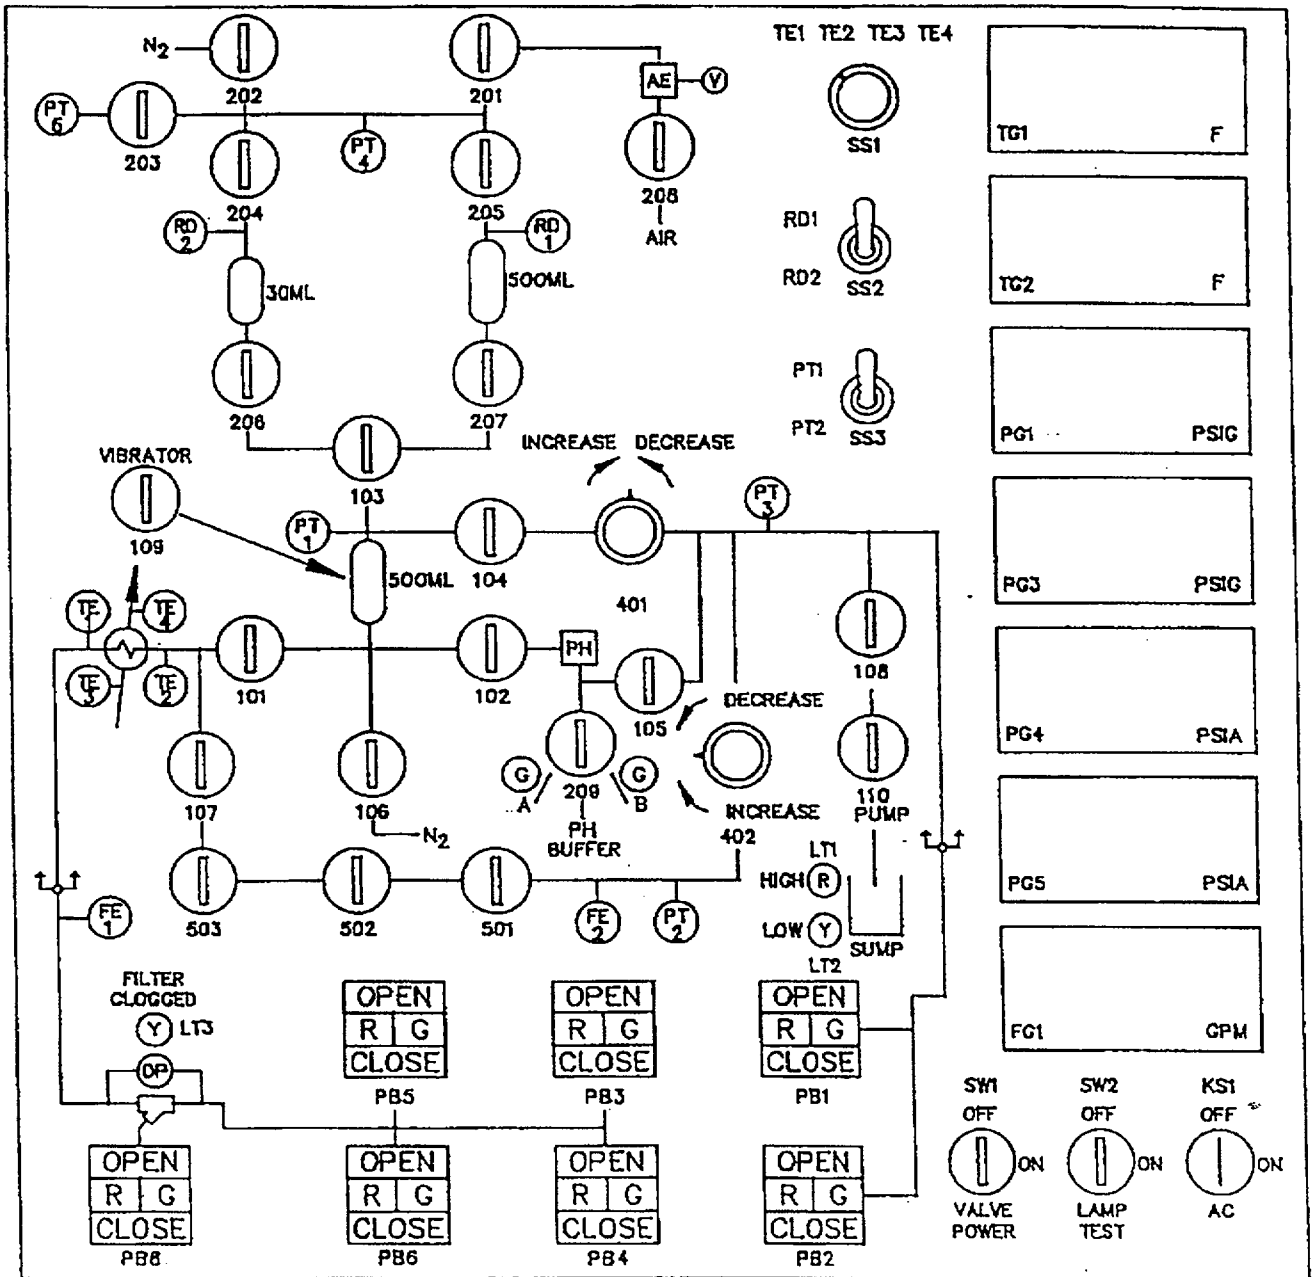 TE1 TE2 TE3 TE4
N2
202
201
AE
V
TG1 F
PT
6
203
PT
4
SS1
204
205
208
AIR
RD
2
RD
1
RD1
RD2
SS2
TG2 F
30ML
500ML
206
207
PT1
PT2
SS3
PG1 PSIG
INCREASE DECREASE
VIBRATOR
103
109
PT
1
104
PT
3
500ML
401
PG3 PSIG
TE
1
TE
4
TE
3
TE
2
101
102
PH
105
108
DECREASE
PG4 PSIA
107
106
N2
G
A
209
G
B
PH
BUFFER
INCREASE
402
110
PUMP
LT1
HIGH R
LOW Y
LT2
SUMP
PG5 PSIA
FE
1
503
502
501
FE
2
PT
2
FILTER
CLOGGED
Y LT3
DP
OPEN
R G
CLOSE
PB5
OPEN
R G
CLOSE
PB3
OPEN
R G
CLOSE
PB1
FG1 GPM
SW1
OFF
ON
VALVE
POWER
SW2
OFF
ON
LAMP
TEST
KS1
OFF
ON
AC
OPEN
R G
CLOSE
PB8
OPEN
R G
CLOSE
PB6
OPEN
R G
CLOSE
PB4
OPEN
R G
CLOSE
PB2